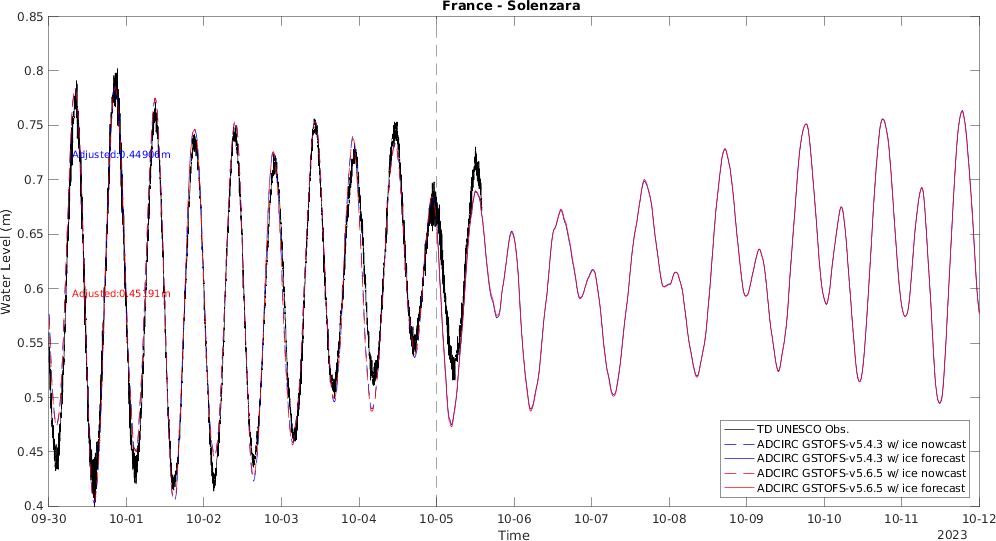 France - Solenzara
Water Level (m)
0.85
0.8
0.75
0.7
0.65
0.6
0.55
0.5
0.45
0.4
Adjusted:0.44906m
Adjusted:0.45191m
TD UNESCO Obs.
ADCIRC GSTOFS-v5.4.3 w/ ice nowcast
ADCIRC GSTOFS-v5.4.3 w/ ice forecast
ADCIRC GSTOFS-v5.6.5 w/ ice nowcast
ADCIRC GSTOFS-v5.6.5 w/ ice forecast
09-30 10-01 10-02 10-03 10-04 10-05 10-06 10-07 10-08 10-09 10-10 10-11 10-12
Time
2023